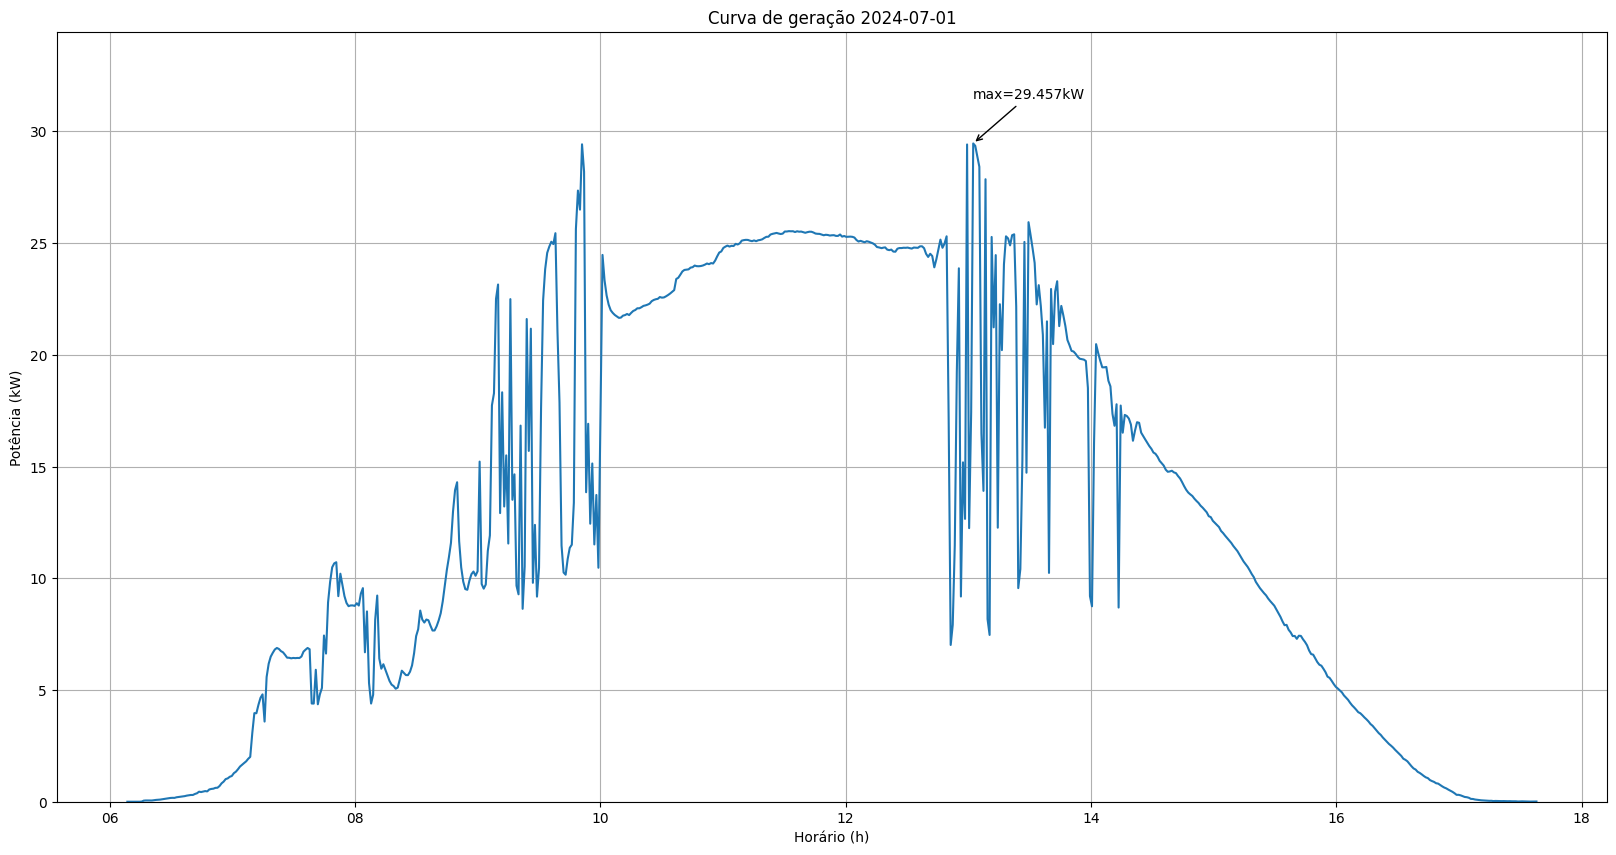 Curva de geração 2024-07-01
max=29.457kW
30
25
20
15
10
5
0
Potência (kW)
06 08 10 12 14 16 18
Horário (h)